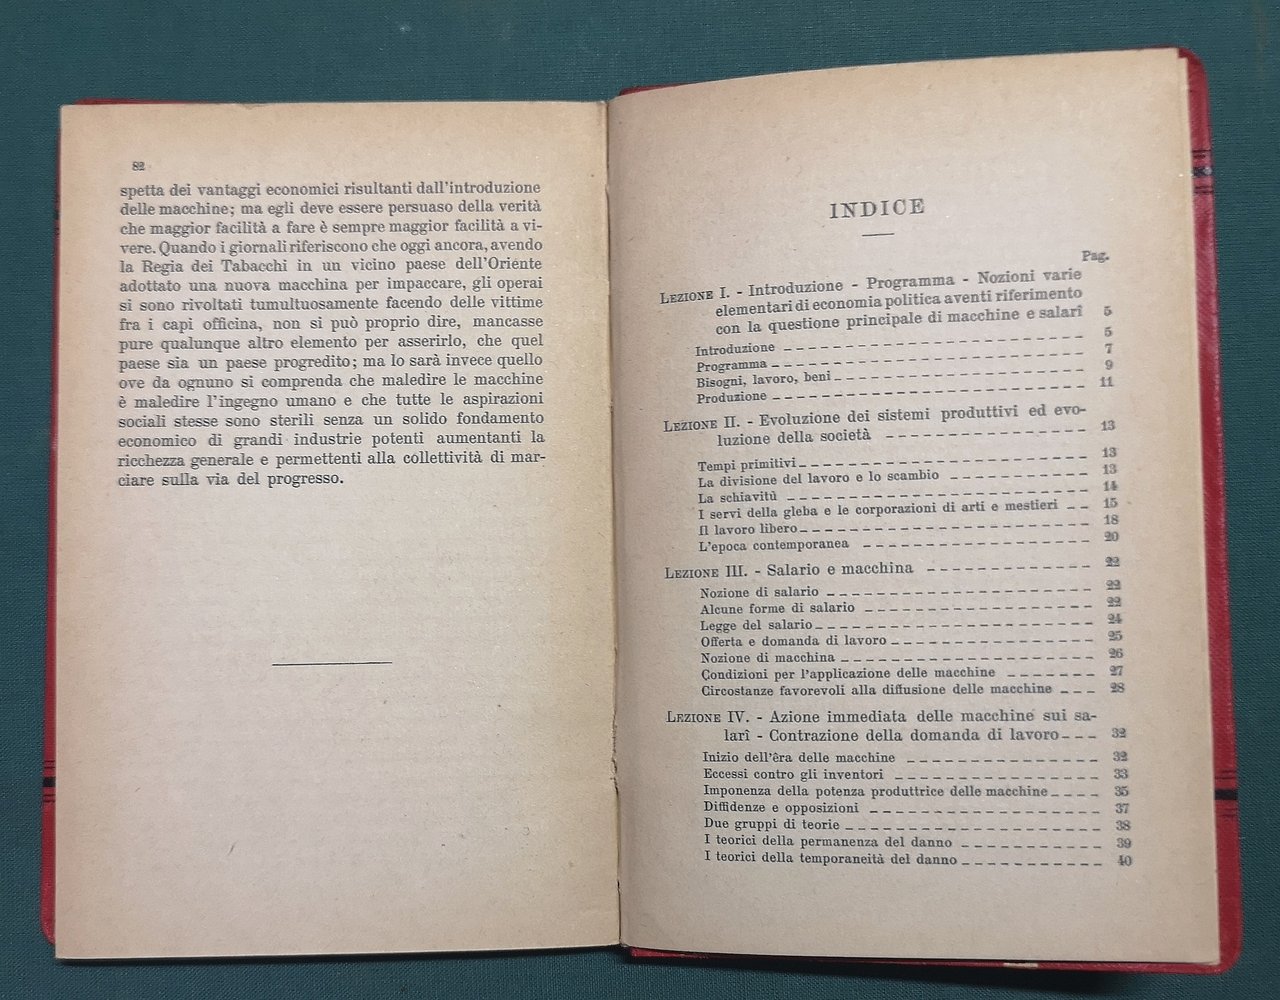 82
spetta dei vantaggi economici risultanti dall'introduzione
delle macchine; ma egli deve essere persuaso della verità
che maggior facilità a fare è sempre maggior facilità a vi-
vere. Quando i giornali riferiscono che oggi ancora, avendo
la Regia dei Tabacchi in un vicino paese dell'Oriente
adottato una nuova macchina per impaccare, gli operai
si sono rivoltati tumultuosamente facendo delle vittime
fra i capi officina, non si può proprio dire, mancasse
pure qualunque altro elemento per asserirlo, che quel
paese sia un paese progredito; ma lo sarà invece quello
ove da ognuno si comprenda che maledire le macchine
è maledire l'ingegno umano e che tutte le aspirazioni
sociali stesse sono sterili senza un solido fondamento
economico di grandi industrie potenti aumentanti la
ricchezza generale e permettenti alla collettività di mar-
ciare sulla via del progresso.
INDICE
Pag.
LEZIONE I. - Introduzione - Programma - Nozioni varie
elementari di economia politica aventi riferimento
con la questione principale di macchine e salarî 5
Introduzione 5
Programma 7
Bisogni, lavoro, beni 9
Produzione 11
LEZIONE II. - Evoluzione dei sistemi produttivi ed evo-
luzione della società 13
Tempi primitivi 13
La divisione del lavoro e lo scambio 13
La schiavitù 14
I servi della gleba e le corporazioni di arti e mestieri 15
Il lavoro libero 18
L'epoca contemporanea 20
LEZIONE III. - Salario e macchina 22
Nozione di salario 22
Alcune forme di salario 22
Legge del salario 24
Offerta e domanda di lavoro 25
Nozione di macchina 26
Condizioni per l'applicazione delle macchine 27
Circostanze favorevoli alla diffusione delle macchine 28
LEZIONE IV. - Azione immediata delle macchine sui sa-
larî - Contrazione della domanda di lavoro 32
Inizio dell'êra delle macchine 32
Eccessi contro gli inventori 33
Imponenza della potenza produttrice delle macchine 35
Diffidenze e opposizioni 37
Due gruppi di teorie 38
I teorici della permanenza del danno 39
I teorici della temporaneità del danno 40